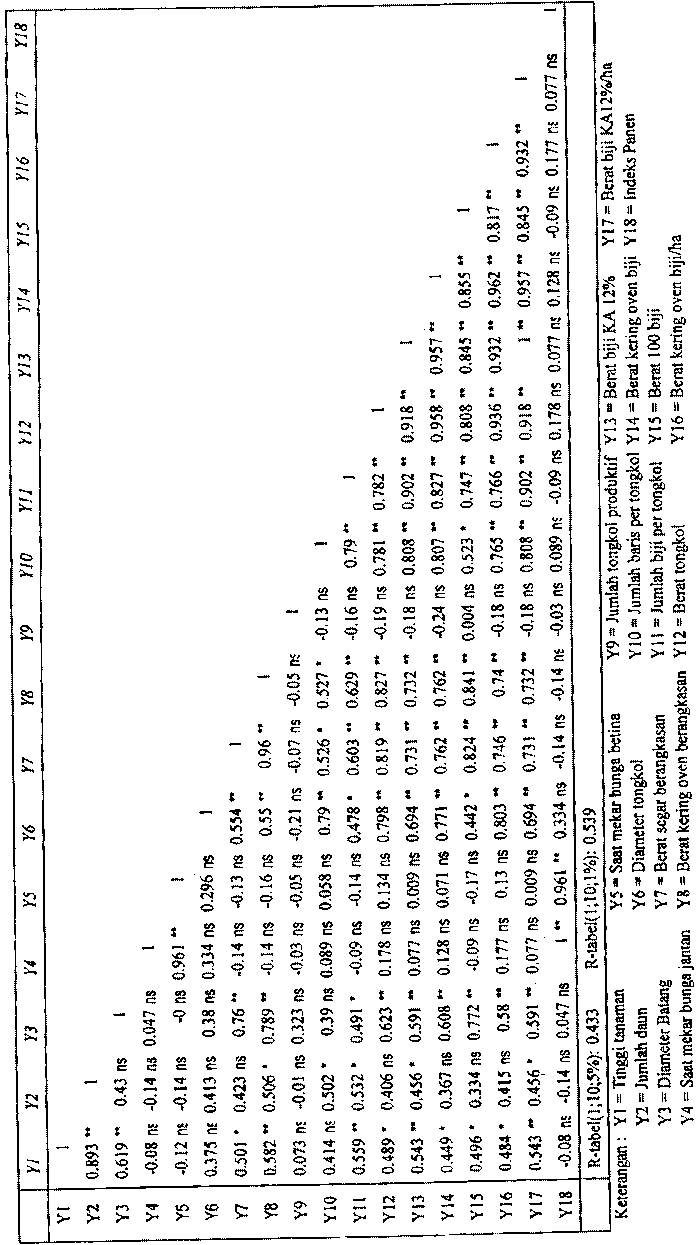 Y1 Y2 Y3 Y4 Y5 Y6 Y7 Y8 Y9 Y10 Y11 Y12 Y13 Y14 Y15 Y16 Y17 Y18
Y1 1
Y2 0.893 ** 1
Y3 0.619 ** 0.43 ns 1
Y4 -0.08 ns -0.14 ns 0.047 ns 1
Y5 -0.12 ns -0.14 ns -0 ns 0.961 ** 1
Y6 0.375 ns 0.413 ns 0.38 ns 0.334 ns 0.296 ns 1
Y7 0.501 * 0.423 ns 0.76 ** -0.14 ns -0.13 ns 0.554 ** 1
Y8 0.582 ** 0.506 * 0.789 ** -0.14 ns -0.16 ns 0.55 ** 0.96 ** 1
Y9 0.073 ns -0.01 ns 0.323 ns -0.03 ns -0.05 ns -0.21 ns -0.07 ns -0.05 ns 1
Y10 0.414 ns 0.502 * 0.39 ns 0.089 ns 0.058 ns 0.79 ** 0.526 * 0.527 * -0.13 ns 1
Y11 0.559 ** 0.532 * 0.491 * -0.09 ns -0.14 ns 0.478 * 0.603 ** 0.629 ** -0.16 ns 0.79 ** 1
Y12 0.489 * 0.406 ns 0.623 ** 0.178 ns 0.134 ns 0.798 ** 0.819 ** 0.827 ** -0.19 ns 0.781 ** 0.782 ** 1
Y13 0.543 ** 0.456 * 0.591 ** 0.077 ns 0.009 ns 0.694 ** 0.731 ** 0.732 ** -0.18 ns 0.808 ** 0.902 ** 0.918 ** 1
Y14 0.449 * 0.367 ns 0.608 ** 0.128 ns 0.071 ns 0.771 ** 0.762 ** 0.762 ** -0.24 ns 0.807 ** 0.827 ** 0.958 ** 0.957 ** 1
Y15 0.496 * 0.334 ns 0.772 ** -0.09 ns -0.17 ns 0.442 * 0.824 ** 0.841 ** 0.004 ns 0.523 * 0.747 ** 0.808 ** 0.845 ** 0.855 ** 1
Y16 0.484 * 0.415 ns 0.58 ** 0.177 ns 0.13 ns 0.803 ** 0.746 ** 0.74 ** -0.18 ns 0.765 ** 0.766 ** 0.936 ** 0.932 ** 0.962 ** 0.817 ** 1
Y17 0.543 ** 0.456 * 0.591 ** 0.077 ns 0.009 ns 0.694 ** 0.731 ** 0.732 ** -0.18 ns 0.808 ** 0.902 ** 0.918 ** 1 ** 0.957 ** 0.845 ** 0.932 ** 1
Y18 -0.08 ns -0.14 ns 0.047 ns 1 ** 0.961 ** 0.334 ns -0.14 ns -0.14 ns -0.03 ns 0.089 ns -0.09 ns 0.178 ns 0.077 ns 0.128 ns -0.09 ns 0.177 ns 0.077 ns 1
R-tabel(1;10;5%): 0.433 R-tabel(1;10;1%): 0.539
Keterangan : Y1 = Tinggi tanaman Y5 = Saat mekar bunga betina Y9 = Jumlah tongkol produktif Y13 = Berat biji KA 12% Y17 = Berat biji KA12%/ha
Y2 = Jumlah daun Y6 = Diameter tongkol Y10 = Jumlah baris per tongkol Y14 = Berat kering oven biji Y18 = Indeks Panen
Y3 = Diameter Batang Y7 = Berat segar berangkasan Y11 = Jumlah biji per tongkol Y15 = Berat 100 biji
Y4 = Saat mekar bunga jantan Y8 = Berat kering oven berangkasan Y12 = Berat tongkol Y16 = Berat kering oven biji/ha